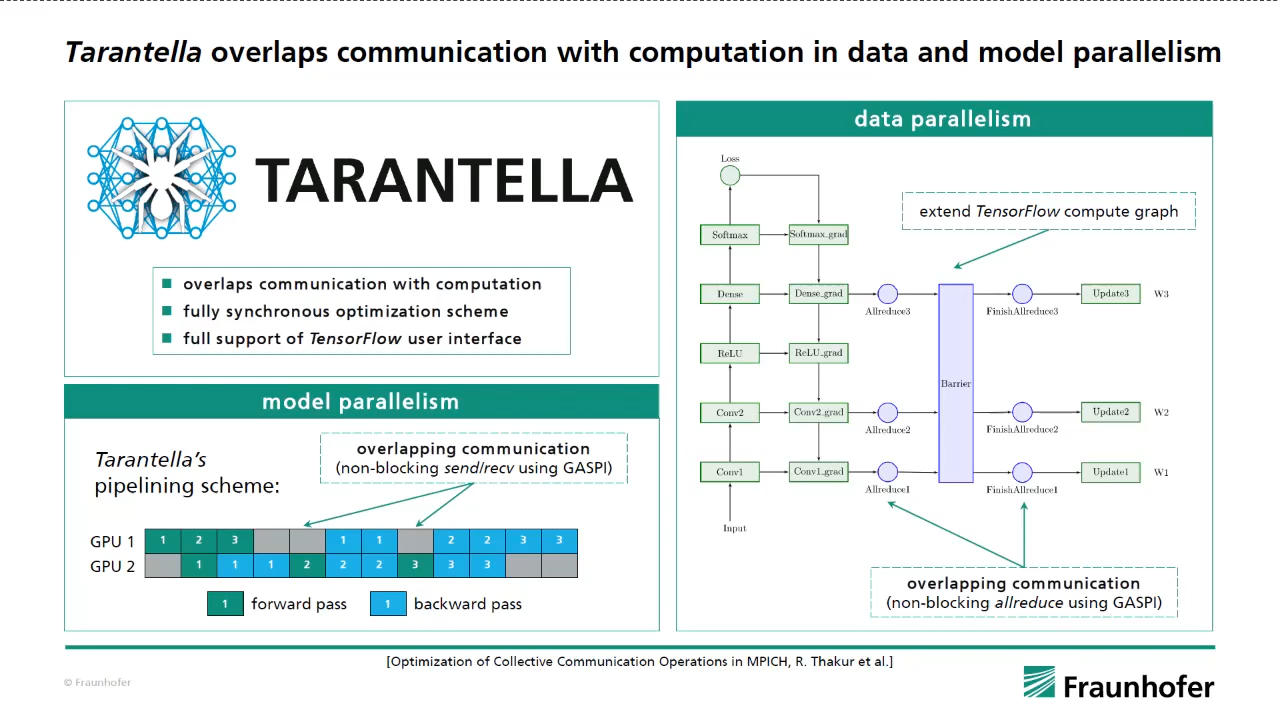 Tarantella overlaps communication with computation in data and model parallelism
TARANTELLA
overlaps communication with computation
fully synchronous optimization scheme
full support of TensorFlow user interface
model parallelism
Tarantella's
pipelining scheme:
overlapping communication
(non-blocking send/recv using GASPI)
GPU 1 1 2 3 1 1 2 2 3 3
GPU 2 1 1 1 2 2 2 3 3 3
1 forward pass 1 backward pass
data parallelism
Loss
extend TensorFlow compute graph
Softmax Softmax_grad
Dense Dense_grad Update3 W3
Allreduce3 FinishAllreduce3
ReLU ReLU_grad
Barrier
Conv2 Conv2_grad Update2 W2
Allreduce2 FinishAllreduce2
Conv1 Conv1_grad Update1 W1
Allreduce1 FinishAllreduce1
Input
overlapping communication
(non-blocking allreduce using GASPI)
[Optimization of Collective Communication Operations in MPICH, R. Thakur et al.]
© Fraunhofer
Fraunhofer